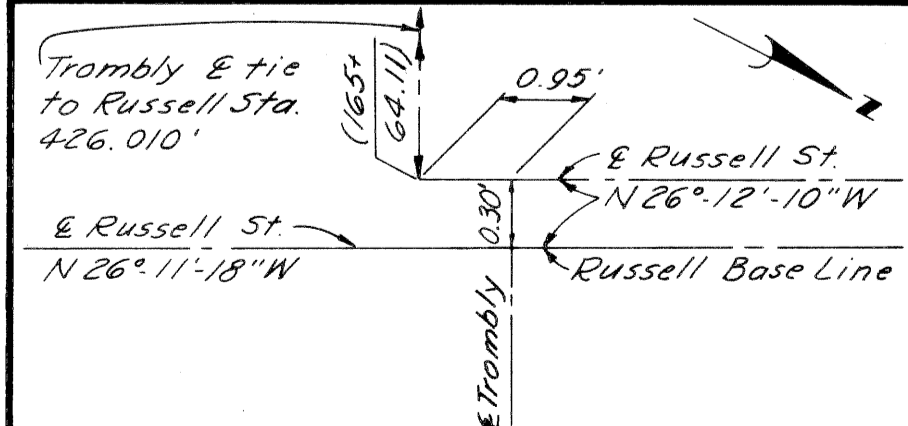 Trombly ℄ tie
to Russell Sta.
426.010'
(165+
64.11)
0.95'
N
℄ Russell St.
N 26°-12'-10" W
0.30'
℄ Russell St.
N 26°-11'-18" W
Russell Base Line
℄ Trombly